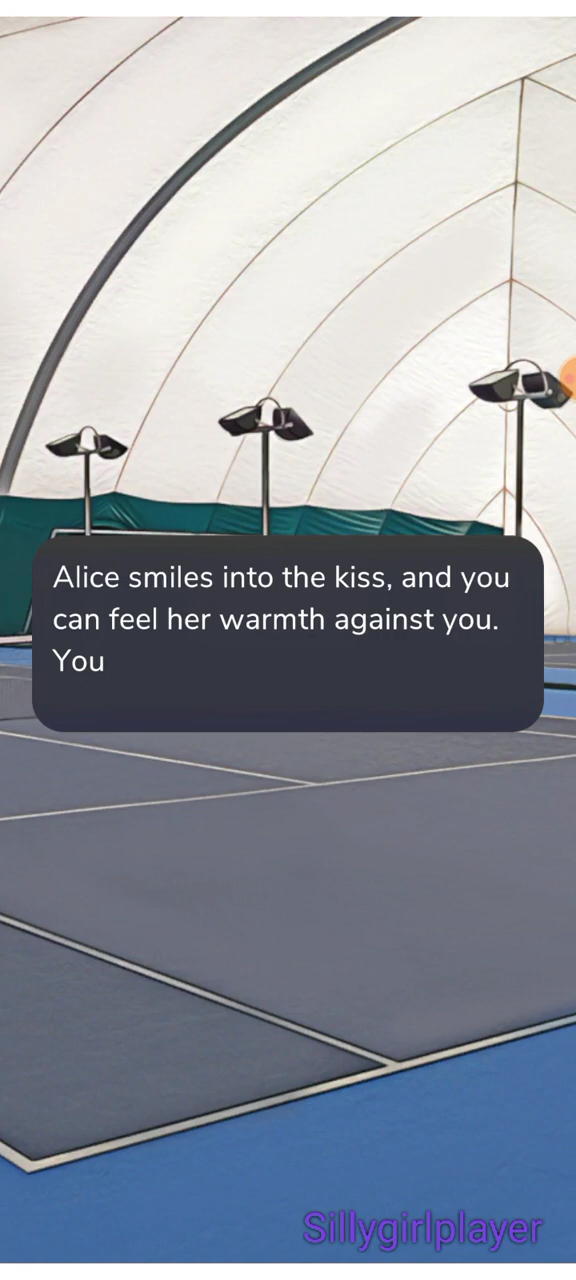 Alice smiles into the kiss, and you
can feel her warmth against you.
You
Sillygirlplayer